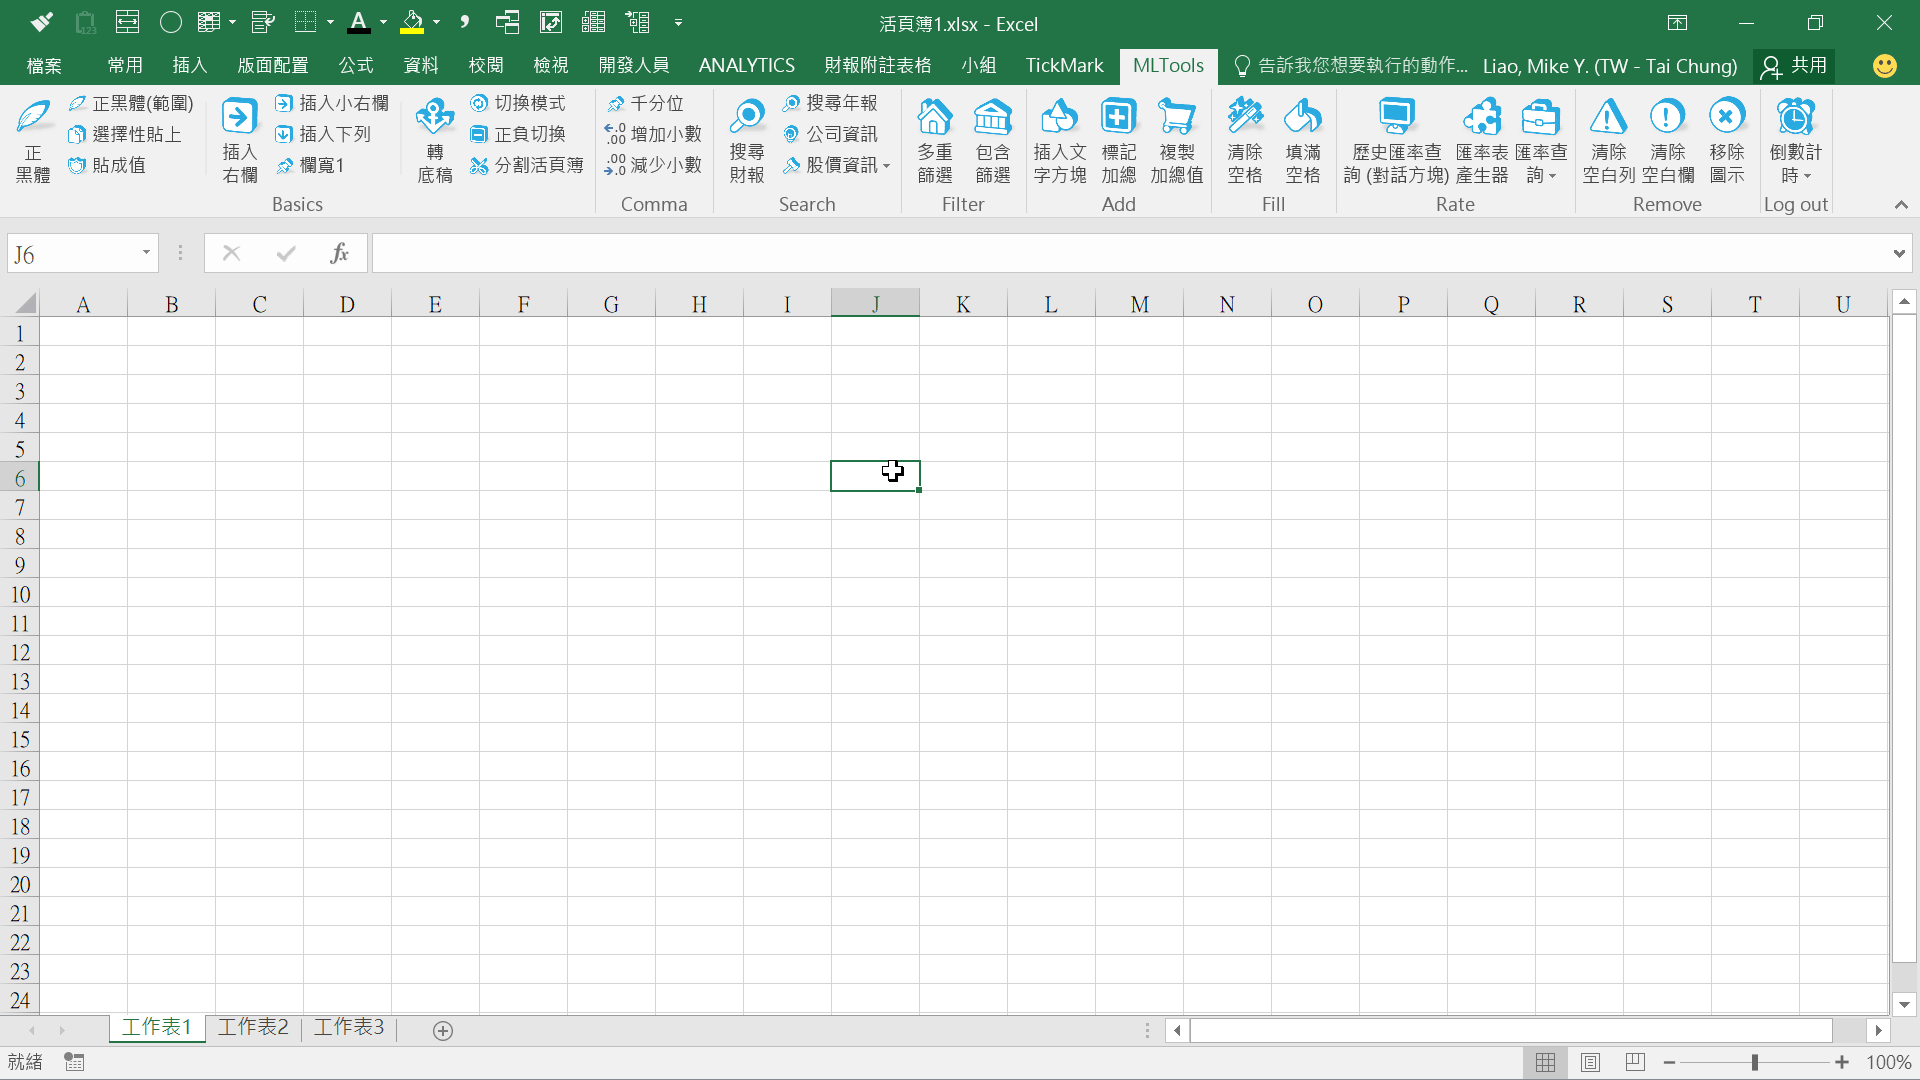 活頁簿1.xlsx - Excel
檔案 常用 插入 版面配置 公式 資料 校閱 檢視 開發人員 ANALYTICS 財報附註表格 小組 TickMark MLTools 告訴我您想要執行的動作... Liao, Mike Y. (TW - Tai Chung) 共用
正
黑體
正黑體(範圍)
選擇性貼上
貼成值
插入
右欄
插入小右欄
插入下列
欄寬1
轉
底稿
切換模式
正負切換
分割活頁簿
Basics
千分位
增加小數
減少小數
Comma
搜尋
財報
搜尋年報
公司資訊
股價資訊
Search
多重
篩選
包含
篩選
Filter
插入文
字方塊
標記
加總
複製
加總值
Add
清除
空格
填滿
空格
Fill
歷史匯率查
詢 (對話方塊)
匯率表
產生器
匯率查
詢
Rate
清除
空白列
清除
空白欄
移除
圖示
Remove
倒數計
時
Log out
J6
fx
A B C D E F G H I J K L M N O P Q R S T U
1
2
3
4
5
6
7
8
9
10
11
12
13
14
15
16
17
18
19
20
21
22
23
24
工作表1 工作表2 工作表3
就緒
100%